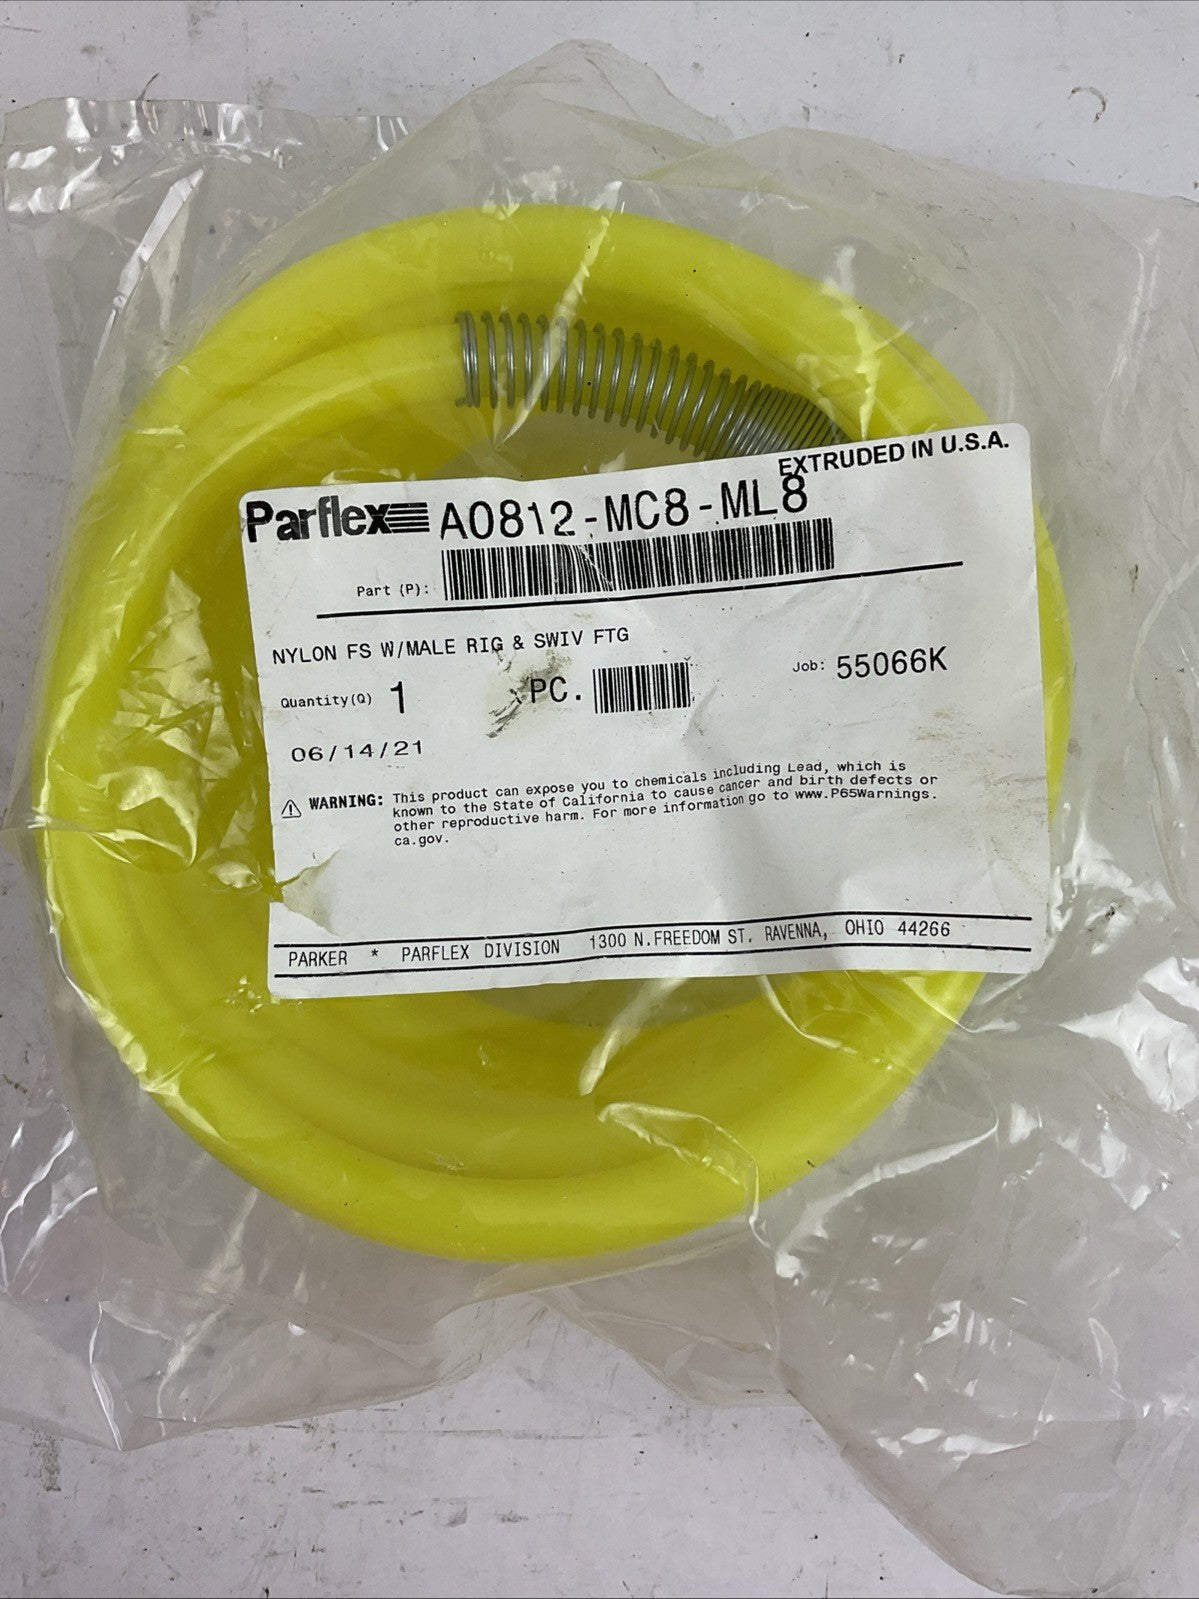 EXTRUDED IN U.S.A.
Parflex A0812-MC8-ML8
Part (P):
NYLON FS W/MALE RIG & SWIV FTG
Quantity(Q) 1 PC. Job: 55066K
06/14/21
WARNING: This product can expose you to chemicals including Lead, which is
known to the State of California to cause cancer and birth defects or
other reproductive harm. For more information go to www.P65Warnings.
ca.gov.
PARKER * PARFLEX DIVISION 1300 N.FREEDOM ST. RAVENNA, OHIO 44266